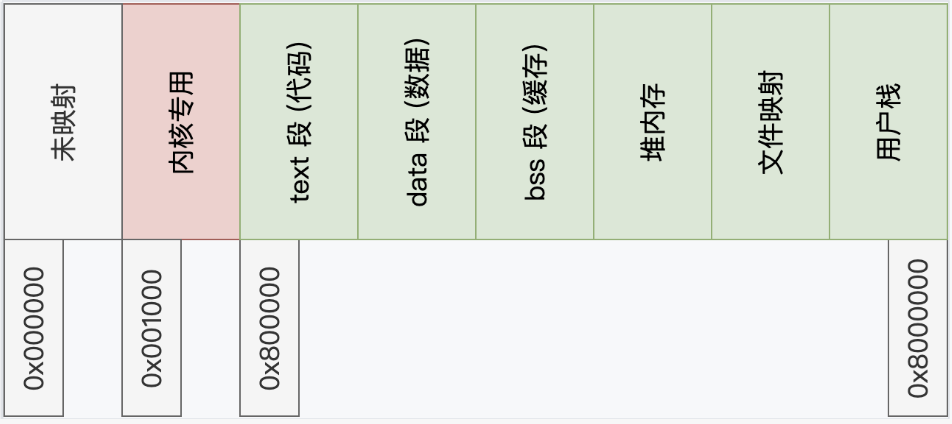 未映射
内核专用
text 段 (代码)
data 段 (数据)
bss 段 (缓存)
堆内存
文件映射
用户栈
0x000000
0x001000
0x800000
0x8000000